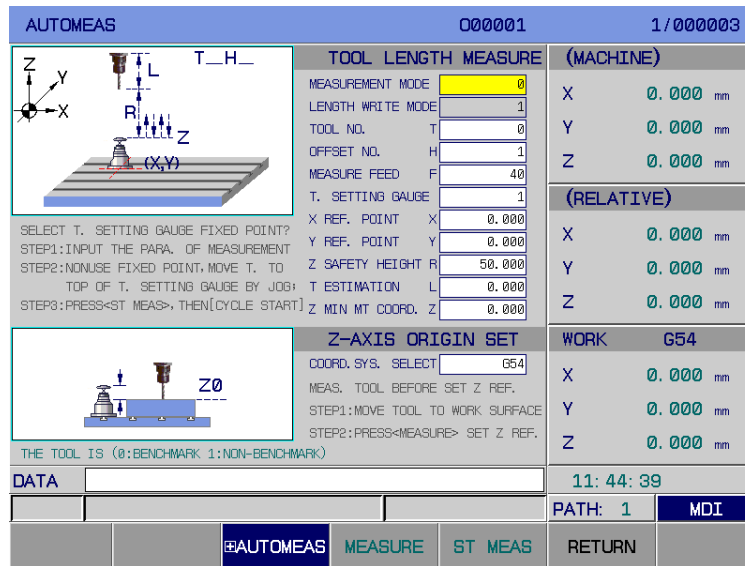 AUTOMEAS O00001 1/000003
T__H__
Z
Y
X
L
R
Z
(X,Y)
TOOL LENGTH MEASURE
MEASUREMENT MODE 0
LENGTH WRITE MODE 1
TOOL NO. T 0
OFFSET NO. H 1
MEASURE FEED F 40
T. SETTING GAUGE 1
X REF. POINT X 0.000
Y REF. POINT Y 0.000
Z SAFETY HEIGHT R 50.000
T ESTIMATION L 0.000
Z MIN MT COORD. Z 0.000
SELECT T. SETTING GAUGE FIXED POINT?
STEP1:INPUT THE PARA. OF MEASUREMENT
STEP2:NONUSE FIXED POINT,MOVE T. TO
TOP OF T. SETTING GAUGE BY JOG;
STEP3:PRESS<ST MEAS>,THEN[CYCLE START]
Z0
Z-AXIS ORIGIN SET
COORD.SYS. SELECT G54
MEAS. TOOL BEFORE SET Z REF.
STEP1:MOVE TOOL TO WORK SURFACE
STEP2:PRESS<MEASURE> SET Z REF.
THE TOOL IS (0:BENCHMARK 1:NON-BENCHMARK)
(MACHINE)
X 0.000 mm
Y 0.000 mm
Z 0.000 mm
(RELATIVE)
X 0.000 mm
Y 0.000 mm
Z 0.000 mm
WORK G54
X 0.000 mm
Y 0.000 mm
Z 0.000 mm
DATA
11:44:39
PATH: 1 MDI
⊞AUTOMEAS MEASURE ST MEAS RETURN